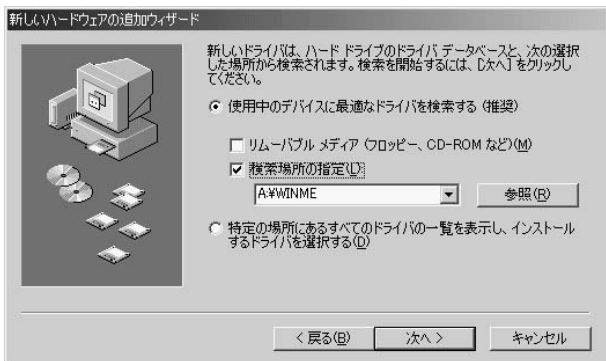 新しいハードウェアの追加ウィザード
新しいドライバは、ハード ドライブのドライバ データベースと、次の選択
した場所から検索されます。検索を開始するには、[次へ] をクリックし
てください。
使用中のデバイスに最適なドライバを検索する (推奨)
リムーバブル メディア (フロッピー、CD-ROM など)(M)
検索場所の指定(L)
A:¥WINME
参照(R)
特定の場所にあるすべてのドライバの一覧を表示し、インストール
するドライバを選択する(D)
< 戻る(B)
次へ >
キャンセル